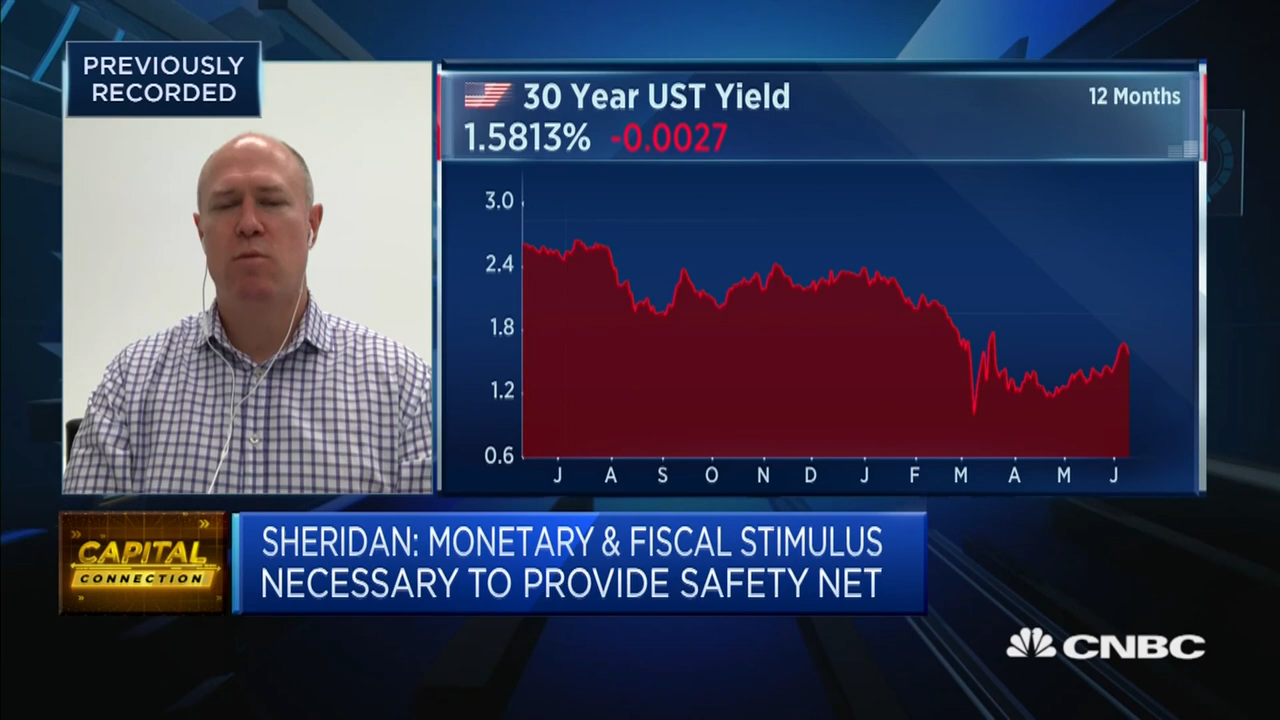 PREVIOUSLY
RECORDED
30 Year UST Yield
12 Months
1.5813% -0.0027
3.0
2.4
1.8
1.2
0.6
J A S O N D J F M A M J
CAPITAL
CONNECTION
SHERIDAN: MONETARY & FISCAL STIMULUS
NECESSARY TO PROVIDE SAFETY NET
CNBC